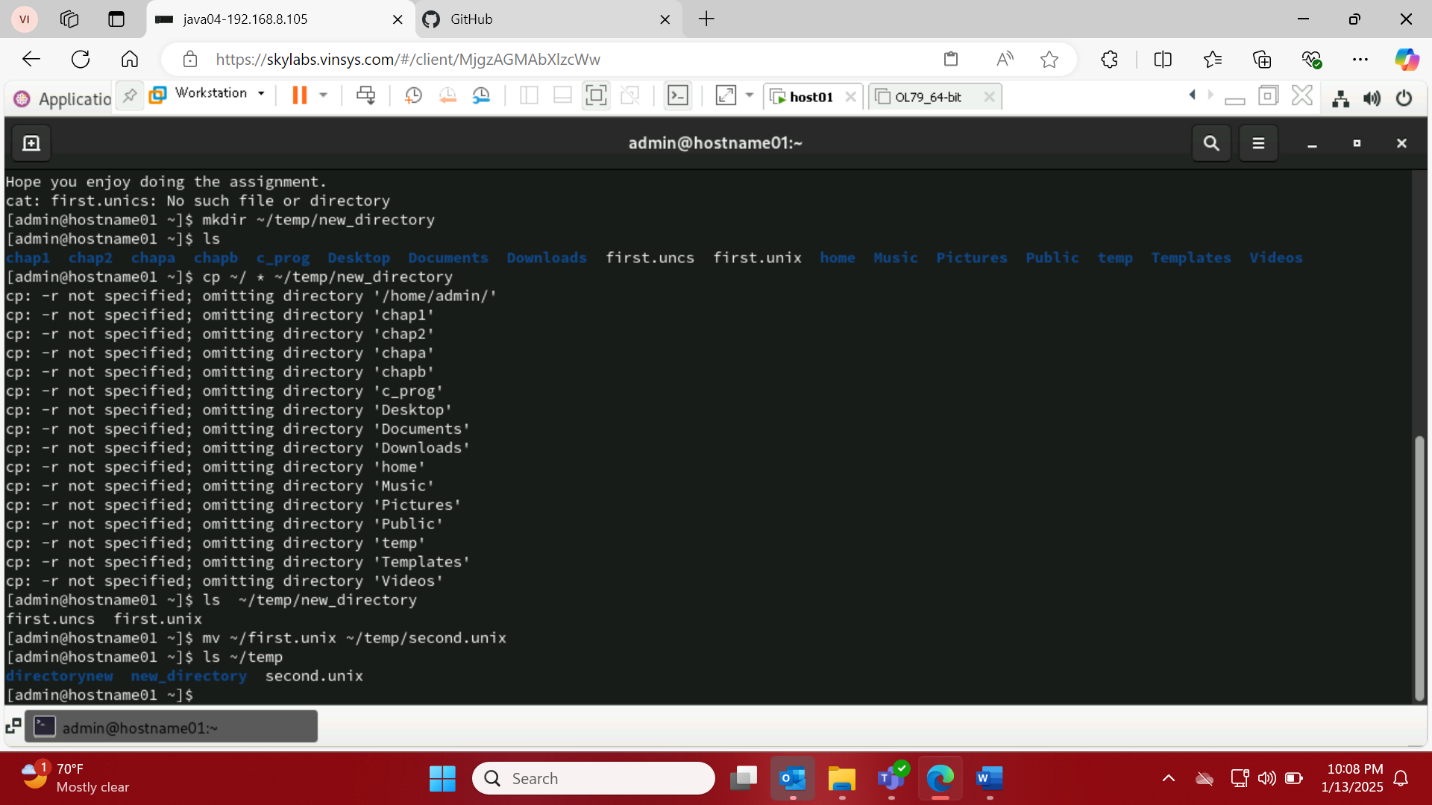 VI
java04-192.168.8.105
GitHub
https://skylabs.vinsys.com/#/client/MjgzAGMAbXlzcWw
Applicatio
Workstation
host01
OL79_64-bit
admin@hostname01:~
Hope you enjoy doing the assignment.
cat: first.unics: No such file or directory
[admin@hostname01 ~]$ mkdir ~/temp/new_directory
[admin@hostname01 ~]$ ls
chap1  chap2  chapa  chapb  c_prog  Desktop  Documents  Downloads  first.uncs  first.unix  home  Music  Pictures  Public  temp  Templates  Videos
[admin@hostname01 ~]$ cp ~/ * ~/temp/new_directory
cp: -r not specified; omitting directory '/home/admin/'
cp: -r not specified; omitting directory 'chap1'
cp: -r not specified; omitting directory 'chap2'
cp: -r not specified; omitting directory 'chapa'
cp: -r not specified; omitting directory 'chapb'
cp: -r not specified; omitting directory 'c_prog'
cp: -r not specified; omitting directory 'Desktop'
cp: -r not specified; omitting directory 'Documents'
cp: -r not specified; omitting directory 'Downloads'
cp: -r not specified; omitting directory 'home'
cp: -r not specified; omitting directory 'Music'
cp: -r not specified; omitting directory 'Pictures'
cp: -r not specified; omitting directory 'Public'
cp: -r not specified; omitting directory 'temp'
cp: -r not specified; omitting directory 'Templates'
cp: -r not specified; omitting directory 'Videos'
[admin@hostname01 ~]$ ls  ~/temp/new_directory
first.uncs  first.unix
[admin@hostname01 ~]$ mv ~/first.unix ~/temp/second.unix
[admin@hostname01 ~]$ ls ~/temp
directorynew  new_directory  second.unix
[admin@hostname01 ~]$
admin@hostname01:~
1
70°F
Mostly clear
Search
10:08 PM
1/13/2025